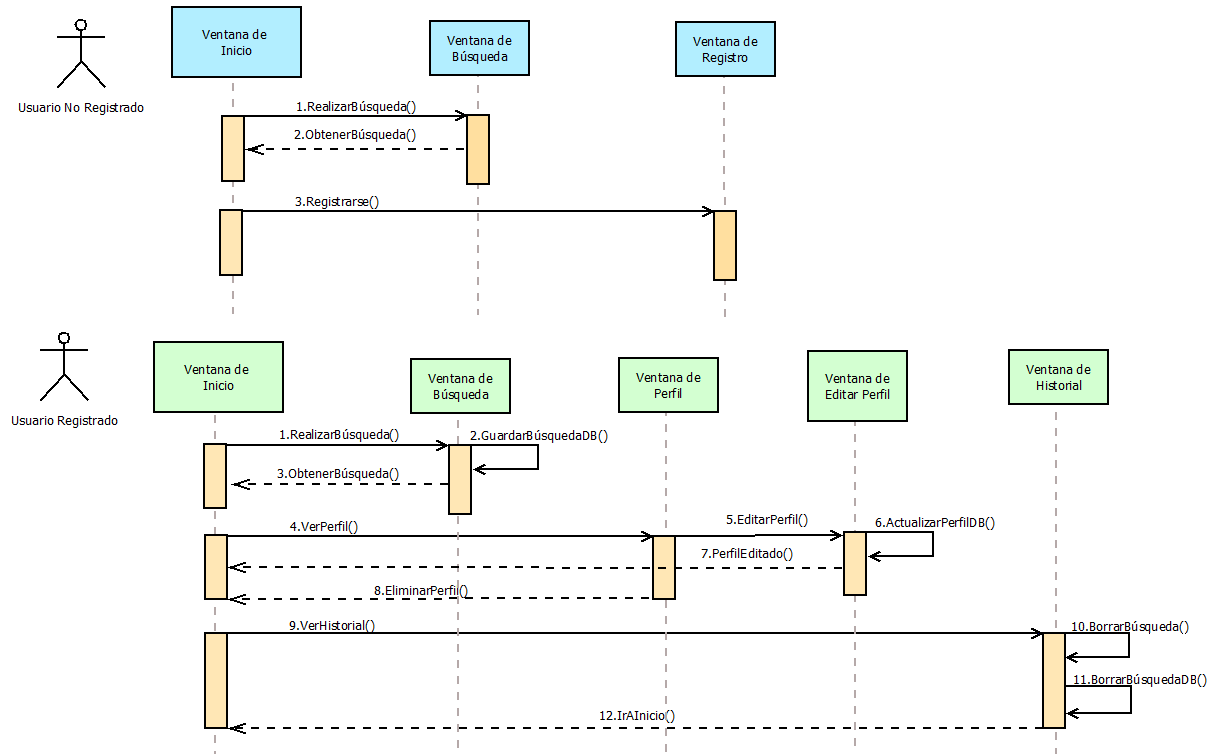 Ventana de
Inicio
Ventana de
Búsqueda
Ventana de
Registro
Usuario No Registrado
1.RealizarBúsqueda()
2.ObtenerBúsqueda()
3.Registrarse()
Ventana de
Inicio
Ventana de
Búsqueda
Ventana de
Perfil
Ventana de
Editar Perfil
Ventana de
Historial
Usuario Registrado
1.RealizarBúsqueda()
2.GuardarBúsquedaDB()
3.ObtenerBúsqueda()
4.VerPerfil()
5.EditarPerfil()
6.ActualizarPerfilDB()
7.PerfilEditado()
8.EliminarPerfil()
9.VerHistorial()
10.BorrarBúsqueda()
11.BorrarBúsquedaDB()
12.IrAInicio()